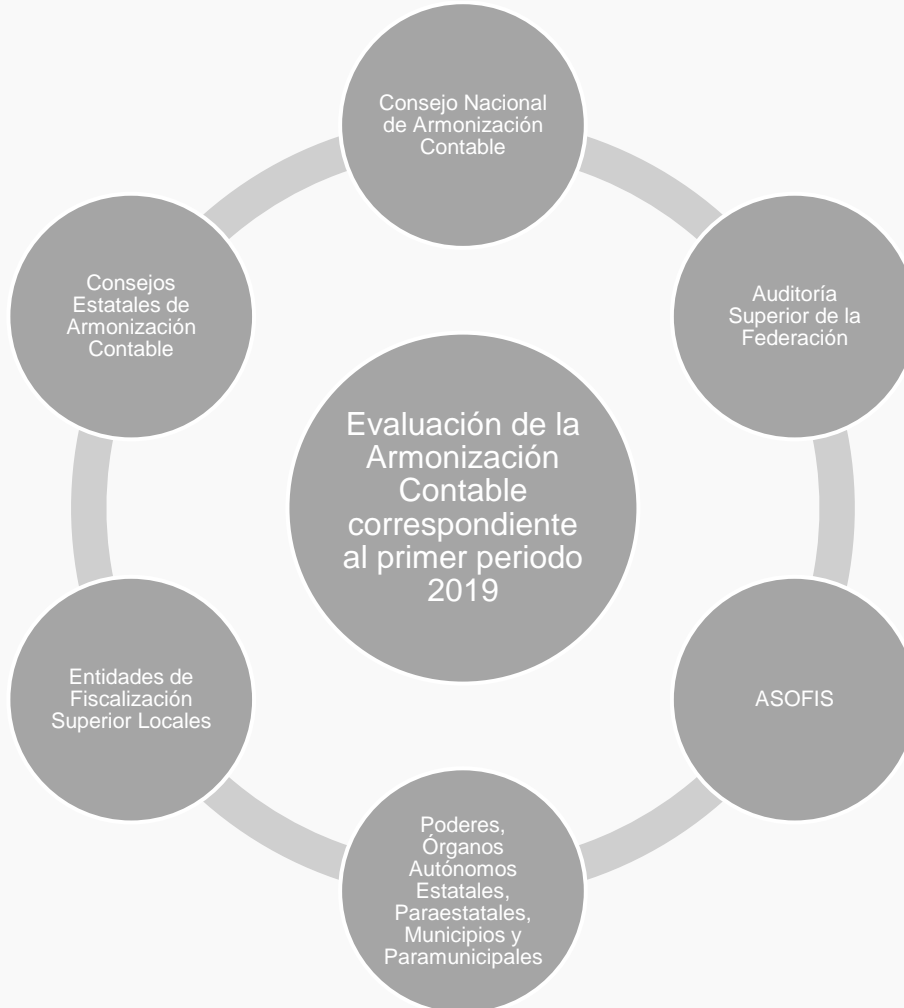 Consejo Nacional
de Armonización
Contable
Consejos
Estatales de
Armonización
Contable
Auditoría
Superior de la
Federación
Evaluación de la
Armonización
Contable
correspondiente
al primer periodo
2019
Entidades de
Fiscalización
Superior Locales
ASOFIS
Poderes,
Órganos
Autónomos
Estatales,
Paraestatales,
Municipios y
Paramunicipales